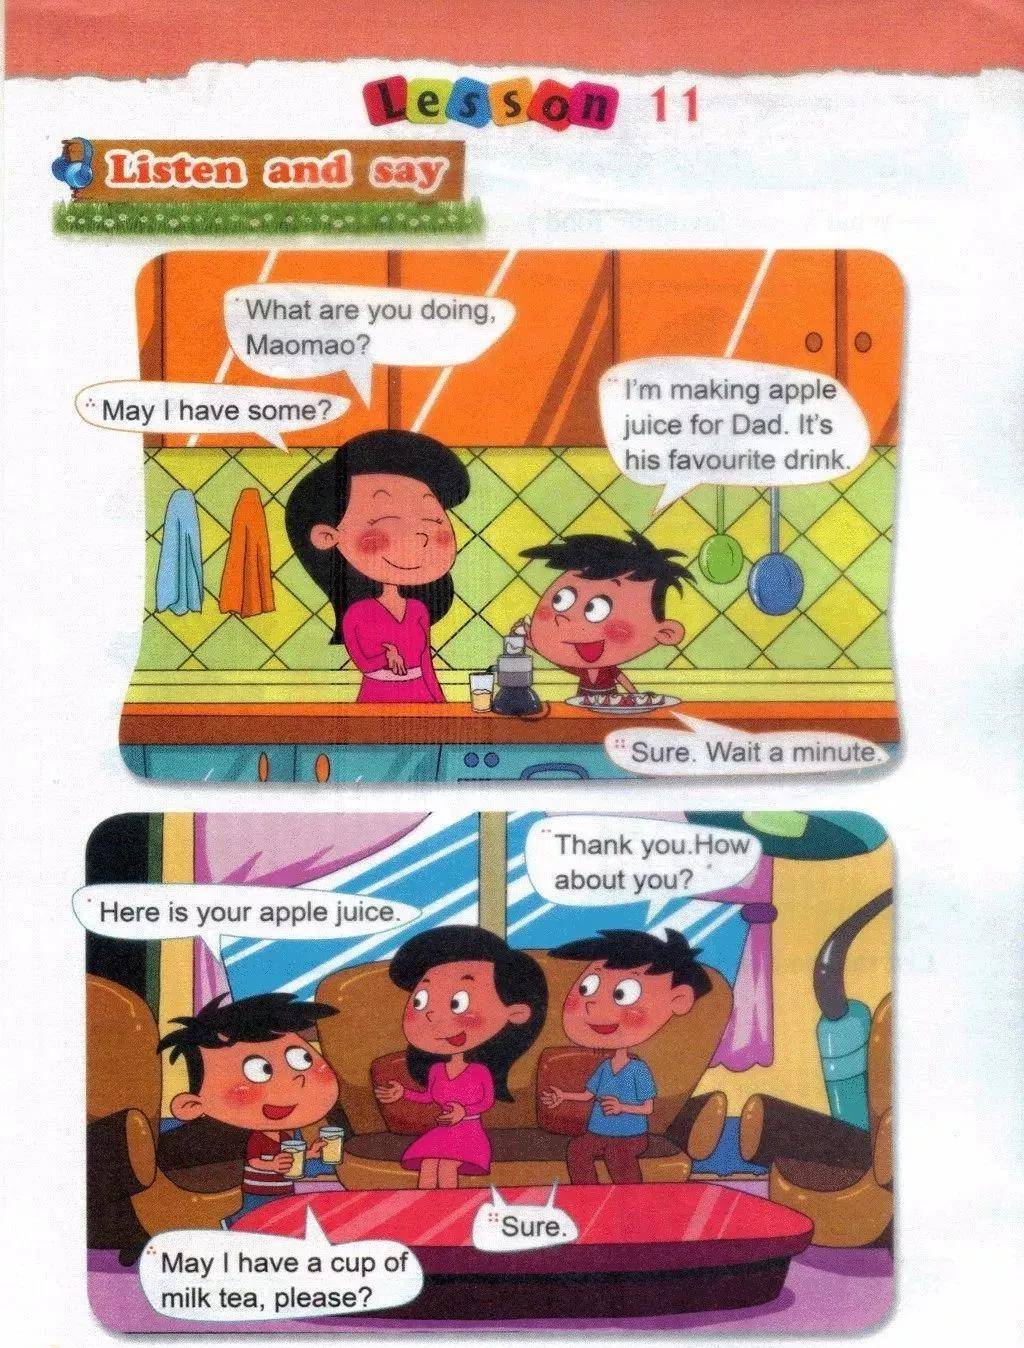 Lesson 11
Listen and say
What are you doing,
Maomao?
I'm making apple
juice for Dad. It's
his favourite drink.
May I have some?
Sure. Wait a minute.
Here is your apple juice.
Thank you.How
about you?
May I have a cup of
milk tea, please?
Sure.